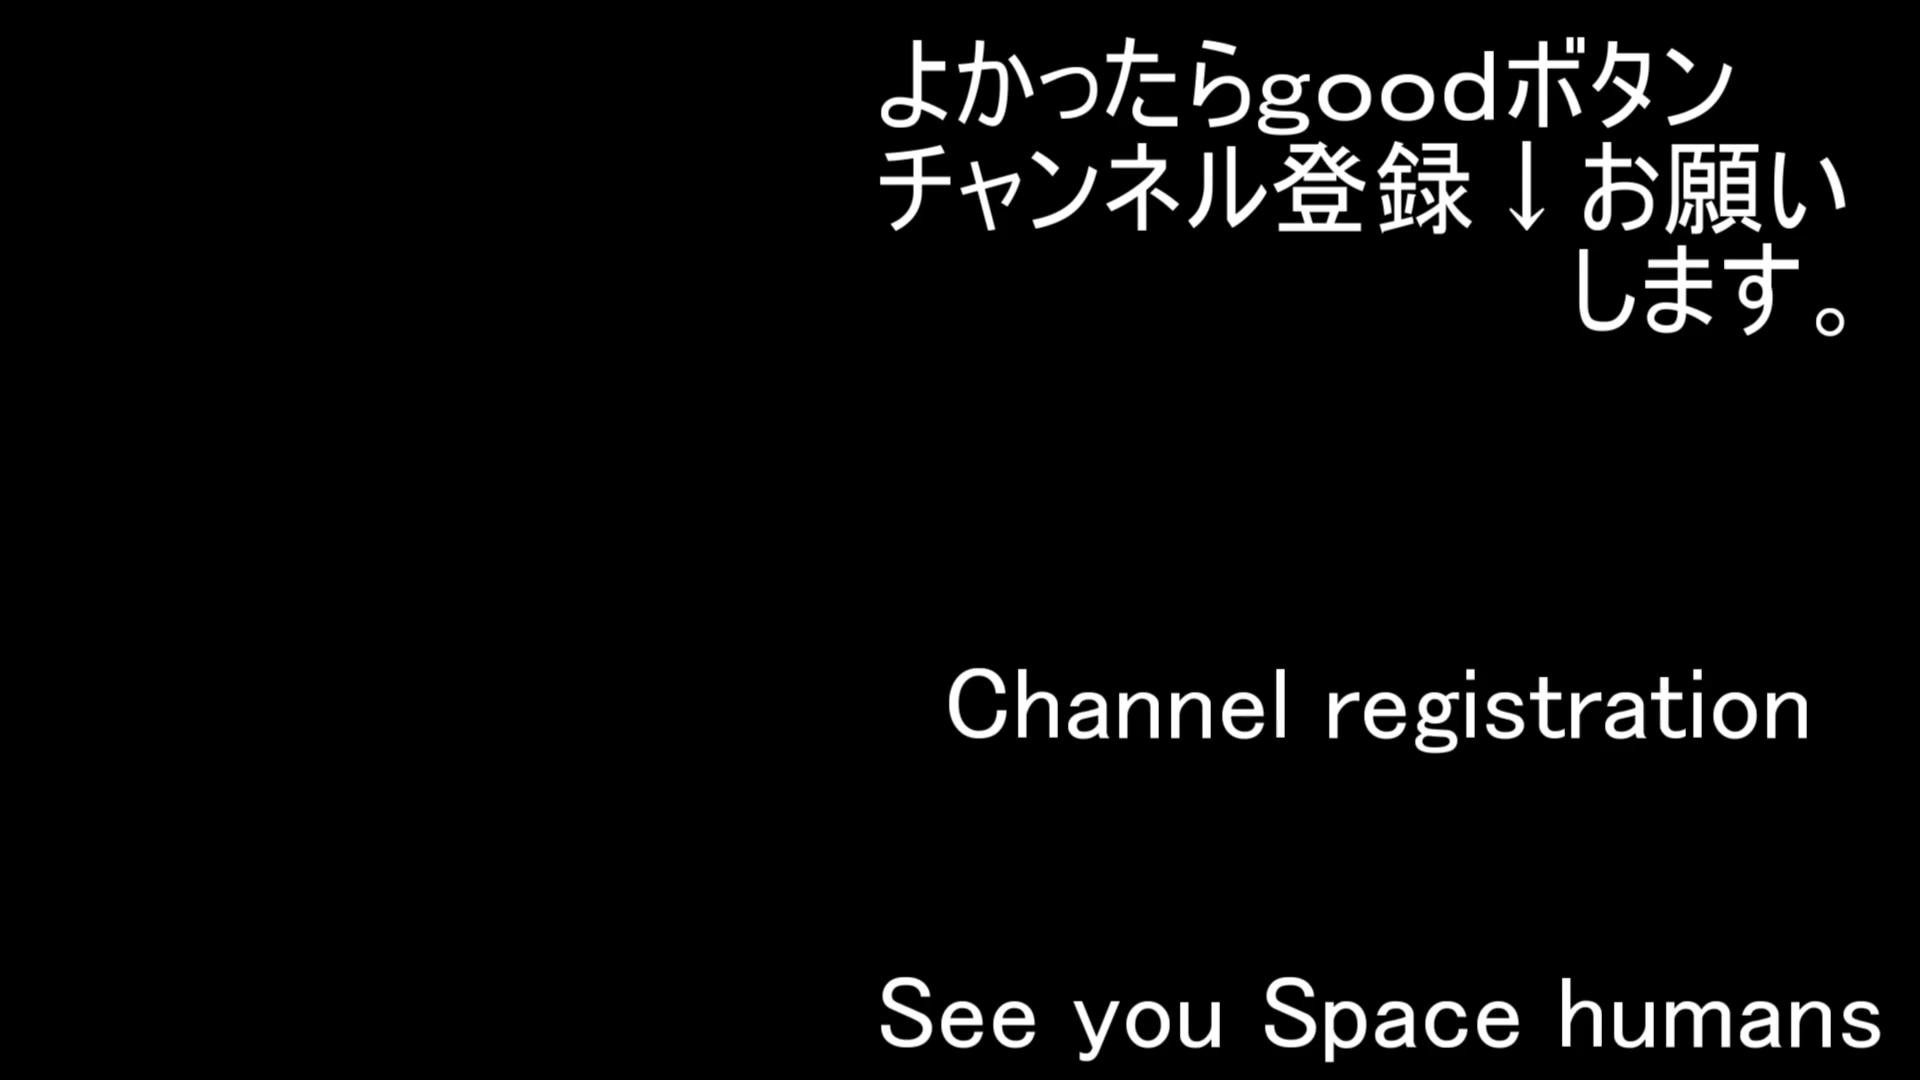 よかったらgoodボタン
チャンネル登録↓お願い
します。
Channel registration
See you Space humans